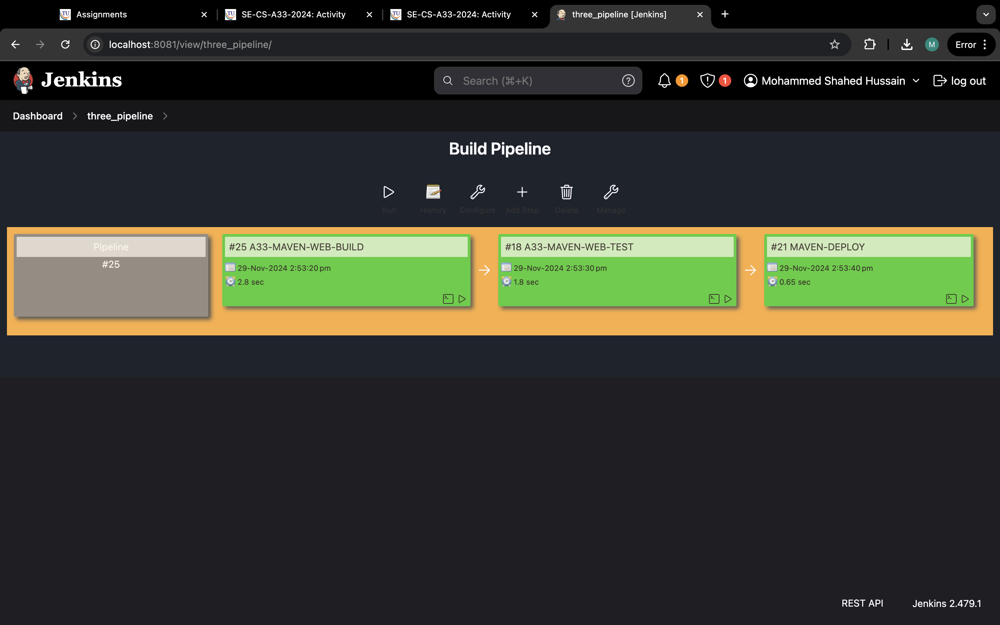 Assignments
SE-CS-A33-2024: Activity
SE-CS-A33-2024: Activity
three_pipeline [Jenkins]
localhost:8081/view/three_pipeline/
M
Error
Jenkins
Search (⌘+K)
1
1
Mohammed Shahed Hussain
log out
Dashboard
three_pipeline
Build Pipeline
Run
History
Configure
Add Step
Delete
Manage
Pipeline
#25
#25 A33-MAVEN-WEB-BUILD
29-Nov-2024 2:53:20 pm
2.8 sec
#18 A33-MAVEN-WEB-TEST
29-Nov-2024 2:53:30 pm
1.8 sec
#21 MAVEN-DEPLOY
29-Nov-2024 2:53:40 pm
0.65 sec
REST API
Jenkins 2.479.1